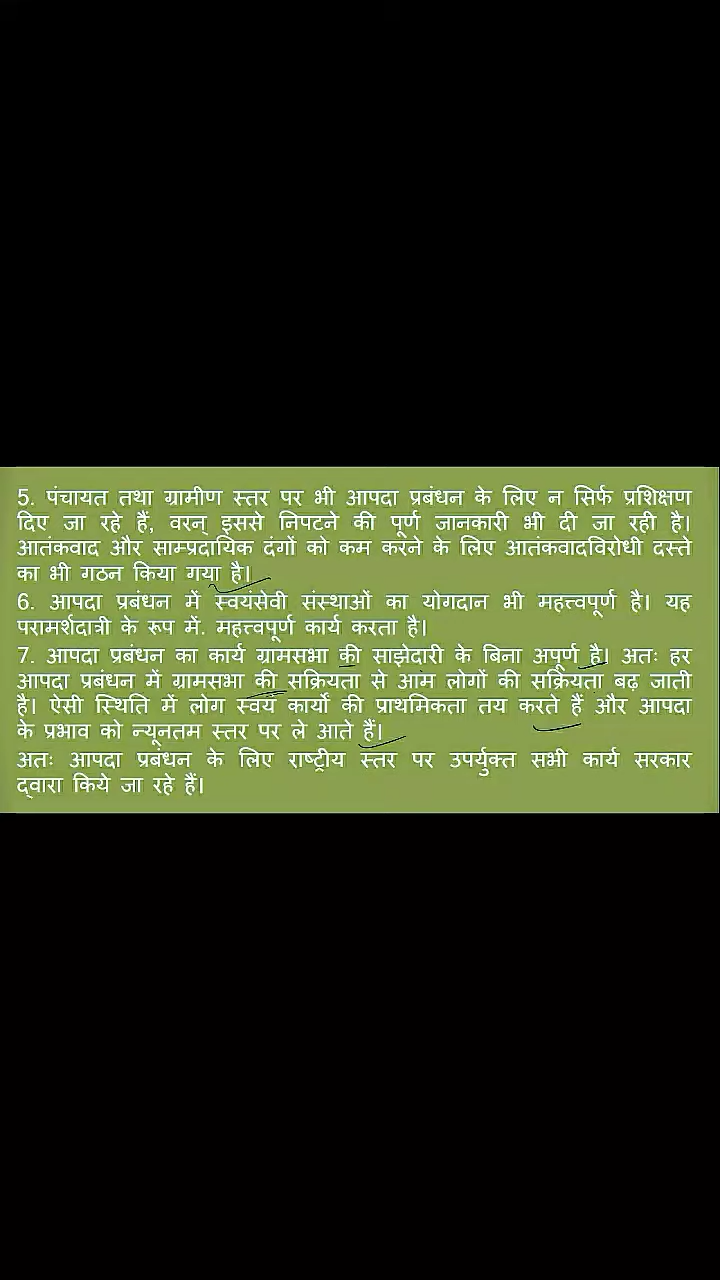 5. पंचायत तथा ग्रामीण स्तर पर भी आपदा प्रबंधन के लिए न सिर्फ प्रशिक्षण
दिए जा रहे हैं, वरन् इससे निपटने की पूर्ण जानकारी भी दी जा रही है।
आतंकवाद और साम्प्रदायिक दंगों को कम करने के लिए आतंकवादविरोधी दस्ते
का भी गठन किया गया है।
6. आपदा प्रबंधन में स्वयंसेवी संस्थाओं का योगदान भी महत्त्वपूर्ण है। यह
परामर्शदात्री के रूप में. महत्त्वपूर्ण कार्य करता है।
7. आपदा प्रबंधन का कार्य ग्रामसभा की साझेदारी के बिना अपूर्ण है। अतः हर
आपदा प्रबंधन में ग्रामसभा की सक्रियता से आम लोगों की सक्रियता बढ़ जाती
है। ऐसी स्थिति में लोग स्वयं कार्यों की प्राथमिकता तय करते हैं और आपदा
के प्रभाव को न्यूनतम स्तर पर ले आते हैं।
अतः आपदा प्रबंधन के लिए राष्ट्रीय स्तर पर उपर्युक्त सभी कार्य सरकार
द्वारा किये जा रहे हैं।